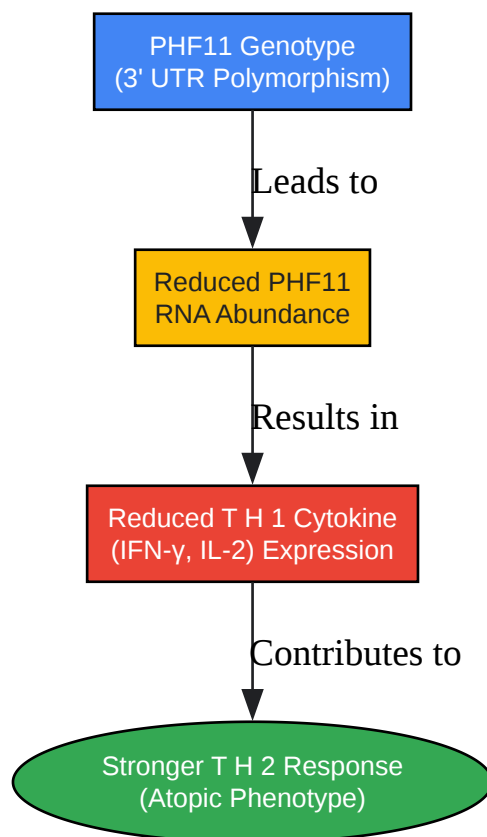 PHF11 Genotype
(3' UTR Polymorphism)
Leads to
Reduced PHF11
RNA Abundance
Results in
Reduced T H 1 Cytokine
(IFN-γ, IL-2) Expression
Contributes to
Stronger T H 2 Response
(Atopic Phenotype)